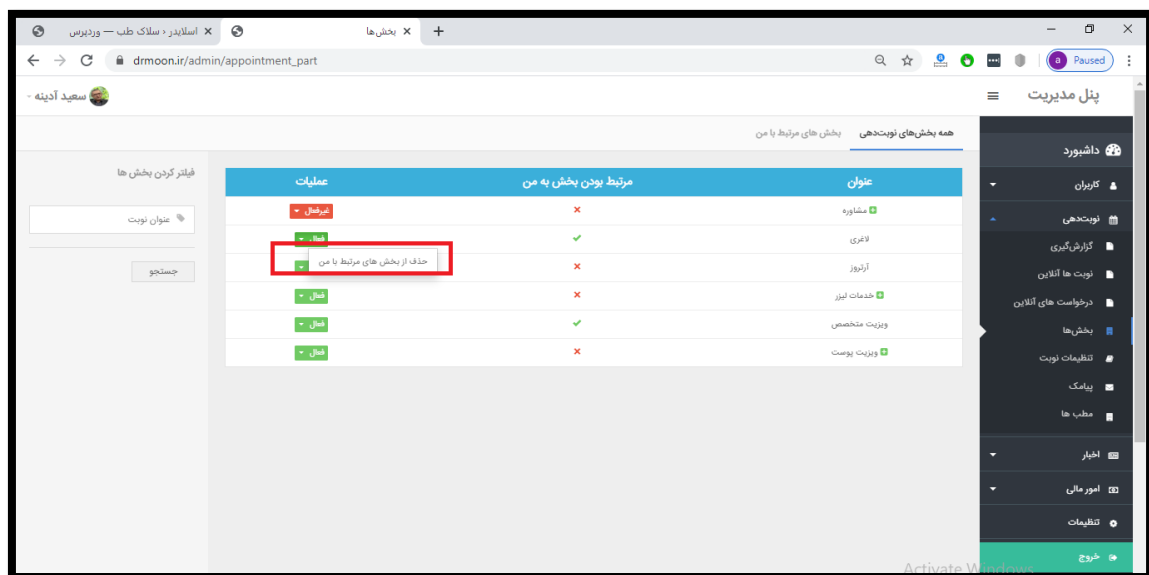 اسلایدر ‹ سلاک طب — وردپرس
بخش‌ها
drmoon.ir/admin/appointment_part
a Paused
پنل مدیریت
سعید آدینه
همه بخش‌های نوبت‌دهی
بخش های مرتبط با من
داشبورد
کاربران
نوبت‌دهی
گزارش‌گیری
نوبت ها آنلاین
درخواست های آنلاین
بخش‌ها
تنظیمات نوبت
پیامک
مطب ها
اخبار
امور مالی
تنظیمات
خروج
عنوان مرتبط بودن بخش به من عملیات
مشاوره غیرفعال
لاغری فعال
حذف از بخش های مرتبط با من
آرتروز
خدمات لیزر فعال
ویزیت متخصص فعال
ویزیت پوست فعال
فیلتر کردن بخش ها
عنوان نوبت
جستجو
Activate Windows